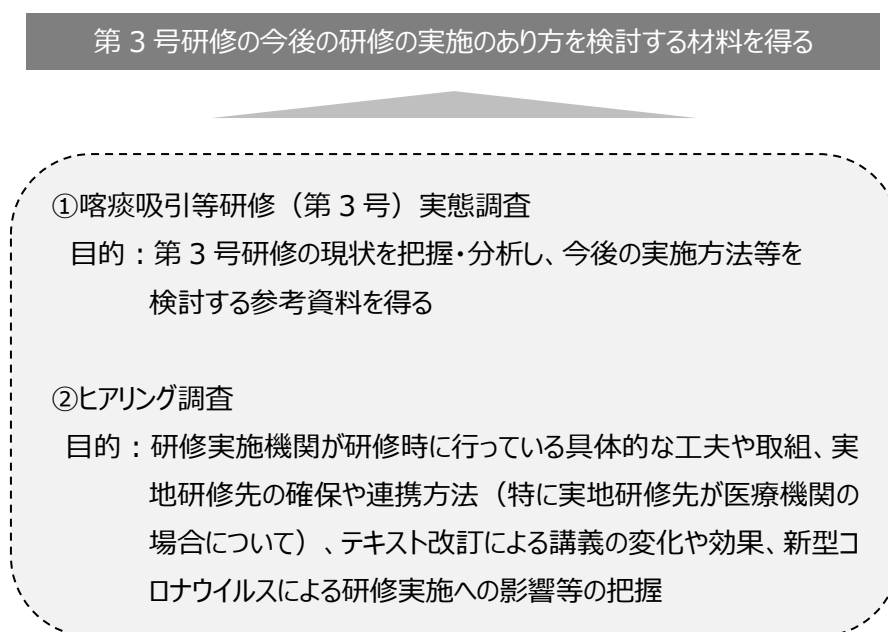 第 3 号研修の今後の研修の実施のあり方を検討する材料を得る
①喀痰吸引等研修（第 3 号）実態調査
目的：第 3 号研修の現状を把握・分析し、今後の実施方法等を
検討する参考資料を得る
②ヒアリング調査
目的：研修実施機関が研修時に行っている具体的な工夫や取組、実
地研修先の確保や連携方法（特に実地研修先が医療機関の
場合について）、テキスト改訂による講義の変化や効果、新型コ
ロナウイルスによる研修実施への影響等の把握